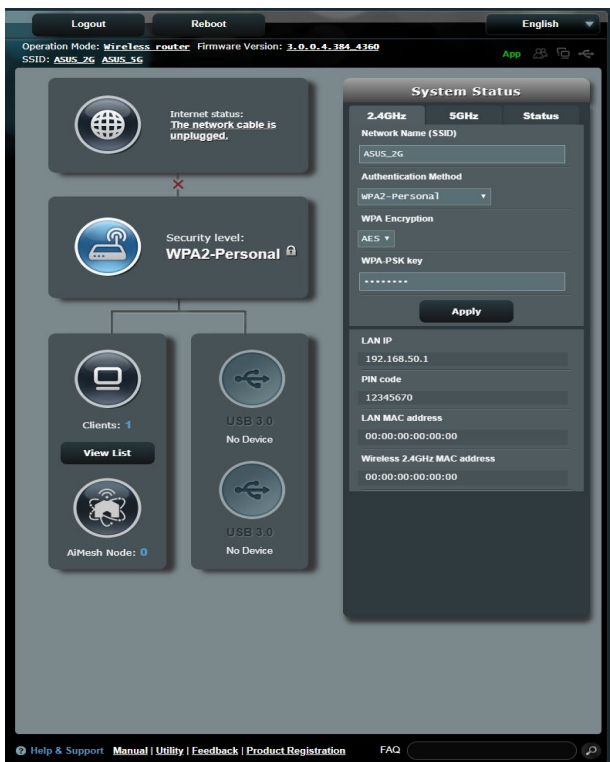 Logout
Reboot
English
Operation Mode: Wireless router Firmware Version: 3.0.0.4.384_4360
SSID: ASUS_2G ASUS_5G
App
Internet status:
The network cable is
unplugged.
Security level:
WPA2-Personal
Clients: 1
View List
AiMesh Node: 0
USB 3.0
No Device
USB 3.0
No Device
System Status
2.4GHz
5GHz
Status
Network Name (SSID)
ASUS_2G
Authentication Method
WPA2-Personal
WPA Encryption
AES
WPA-PSK key
········
Apply
LAN IP
192.168.50.1
PIN code
12345670
LAN MAC address
00:00:00:00:00:00
Wireless 2.4GHz MAC address
00:00:00:00:00:00
Help & Support Manual | Utility | Feedback | Product Registration
FAQ